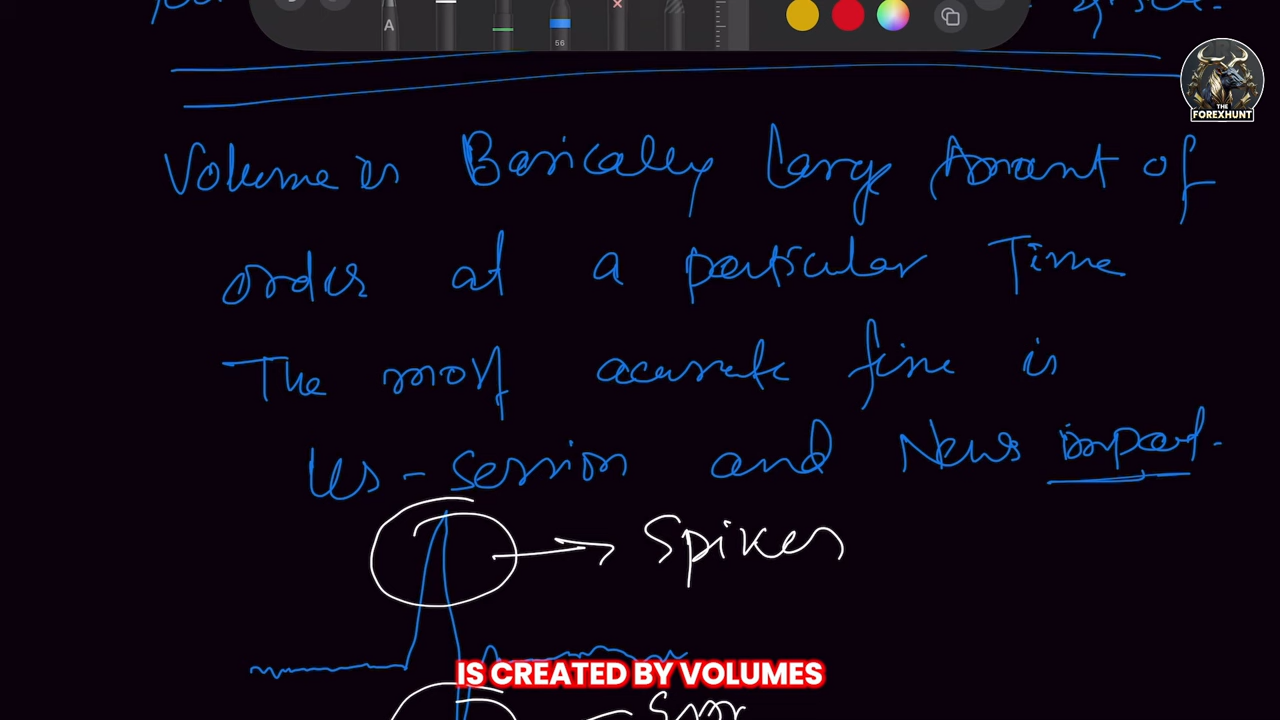 A
56
THE
FOREXHUNT
Volume is Basically Large Amount of
order at a particular Time
The most accurate time is
US-session and News impact.
Spikes
IS CREATED BY VOLUMES